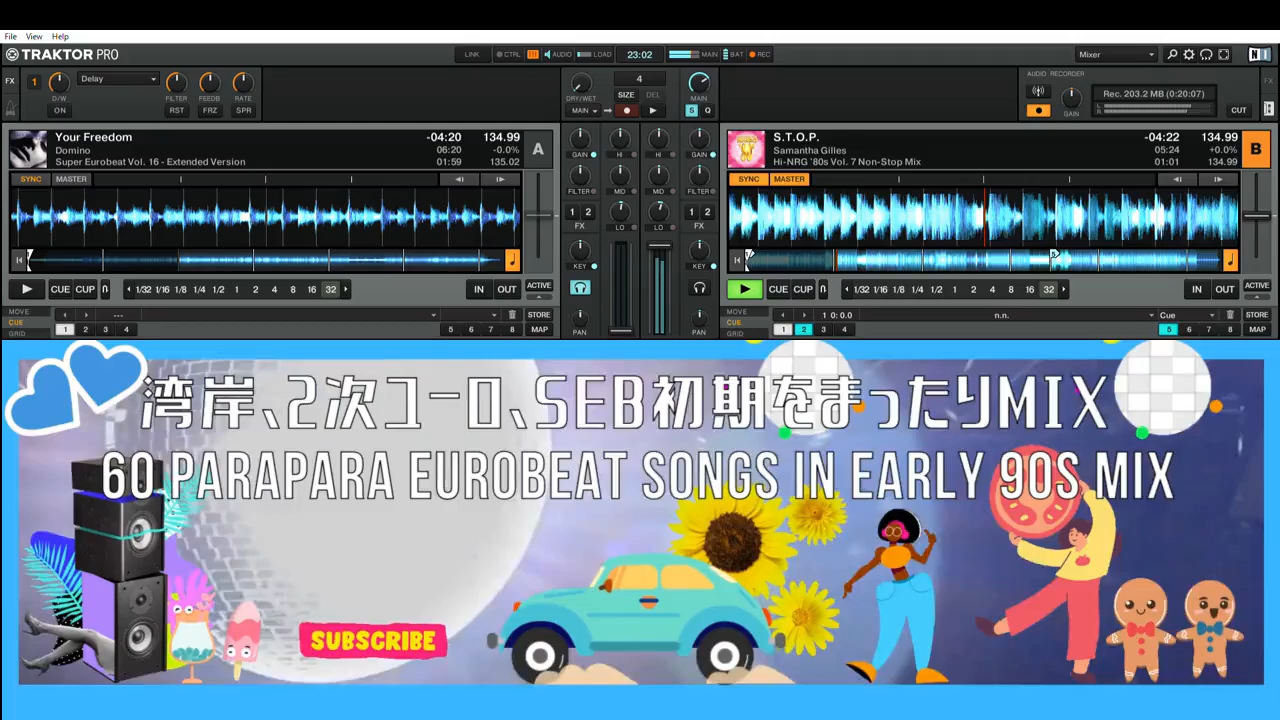 File View Help
TRAKTOR PRO
LINK CTRL AUDIO LOAD 23:02 MAIN BAT REC
Mixer
FX 1 D/W Delay FILTER FEEDB RATE
ON RST FRZ SPR
DRY/WET 4 MAIN
SIZE DEL
MAIN S Q
AUDIO RECORDER
GAIN
Rec. 203.2 MB (0:20:07)
L
R
CUT
FX
Your Freedom -04:20 134.99
Domino 06:20 -0.0%
Super Eurobeat Vol. 16 - Extended Version 01:59 135.02
A
SYNC MASTER
CUE CUP 1/32 1/16 1/8 1/4 1/2 1 2 4 8 16 32 IN OUT ACTIVE
MOVE
CUE
GRID
--- STORE
1 2 3 4 5 6 7 8 MAP
GAIN HI HI GAIN
FILTER MID MID FILTER
1 2 LO LO 1 2
FX FX
KEY KEY
PAN PAN
S.T.O.P. -04:22 134.99
Samantha Gilles 05:24 +0.0%
Hi-NRG '80s Vol. 7 Non-Stop Mix 01:01 134.99
B
SYNC MASTER
CUE CUP 1/32 1/16 1/8 1/4 1/2 1 2 4 8 16 32 IN OUT ACTIVE
MOVE
CUE
GRID
1 0: 0.0 n.n. Cue STORE
1 2 3 4 5 6 7 8 MAP
湾岸、2次ユーロ、SEB初期をまったりMIX
60 PARAPARA EUROBEAT SONGS IN EARLY 90S MIX
SUBSCRIBE